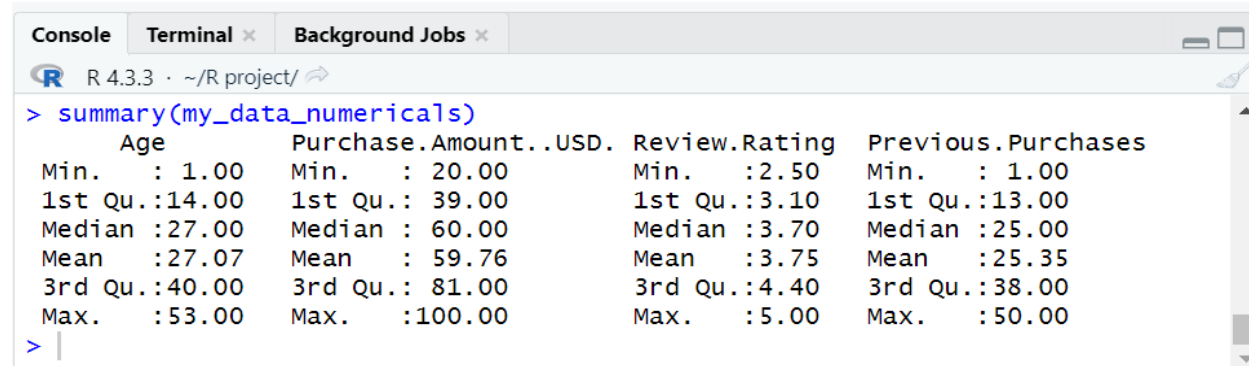 Console Terminal × Background Jobs ×
R R 4.3.3 · ~/R project/
> summary(my_data_numericals)
Age Purchase.Amount..USD. Review.Rating Previous.Purchases
Min. : 1.00 Min. : 20.00 Min. :2.50 Min. : 1.00
1st Qu.:14.00 1st Qu.: 39.00 1st Qu.:3.10 1st Qu.:13.00
Median :27.00 Median : 60.00 Median :3.70 Median :25.00
Mean :27.07 Mean : 59.76 Mean :3.75 Mean :25.35
3rd Qu.:40.00 3rd Qu.: 81.00 3rd Qu.:4.40 3rd Qu.:38.00
Max. :53.00 Max. :100.00 Max. :5.00 Max. :50.00
>